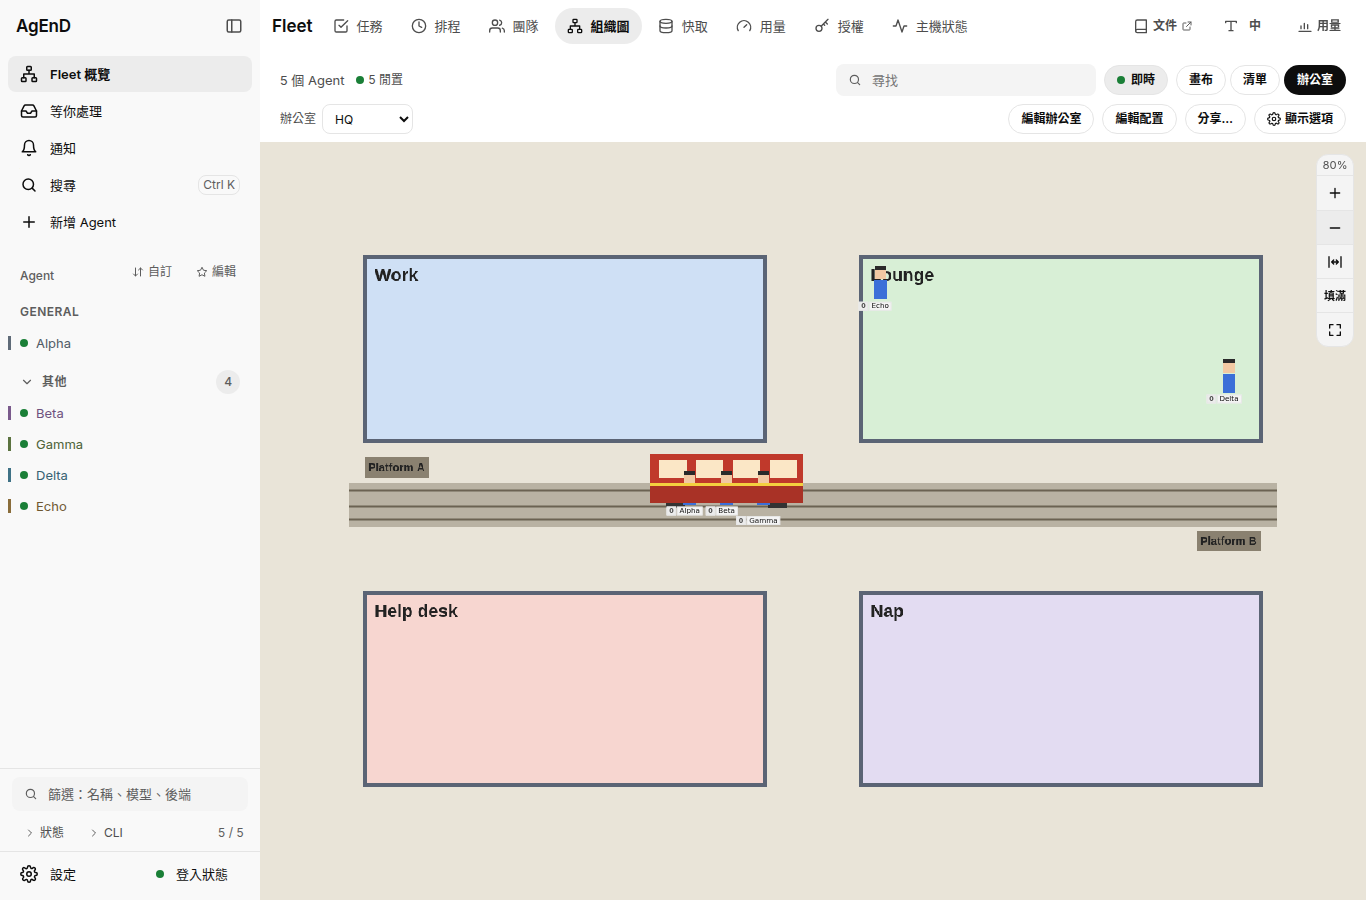 AgEnD
Fleet 概覽
等你處理
通知
搜尋 Ctrl K
新增 Agent
Agent 自訂 編輯
GENERAL
Alpha
其他 4
Beta
Gamma
Delta
Echo
篩選：名稱、模型、後端
狀態 CLI 5 / 5
設定 登入狀態
Fleet 任務 排程 團隊 組織圖 快取 用量 授權 主機狀態 文件 中 用量
5 個 Agent 5 閒置 尋找 即時 畫布 清單 辦公室
辦公室 HQ 編輯辦公室 編輯配置 分享... 顯示選項
80%
填滿
Work
Lounge
0 Echo
0 Delta
Platform A
0 Alpha 0 Beta
0 Gamma
Platform B
Help desk
Nap